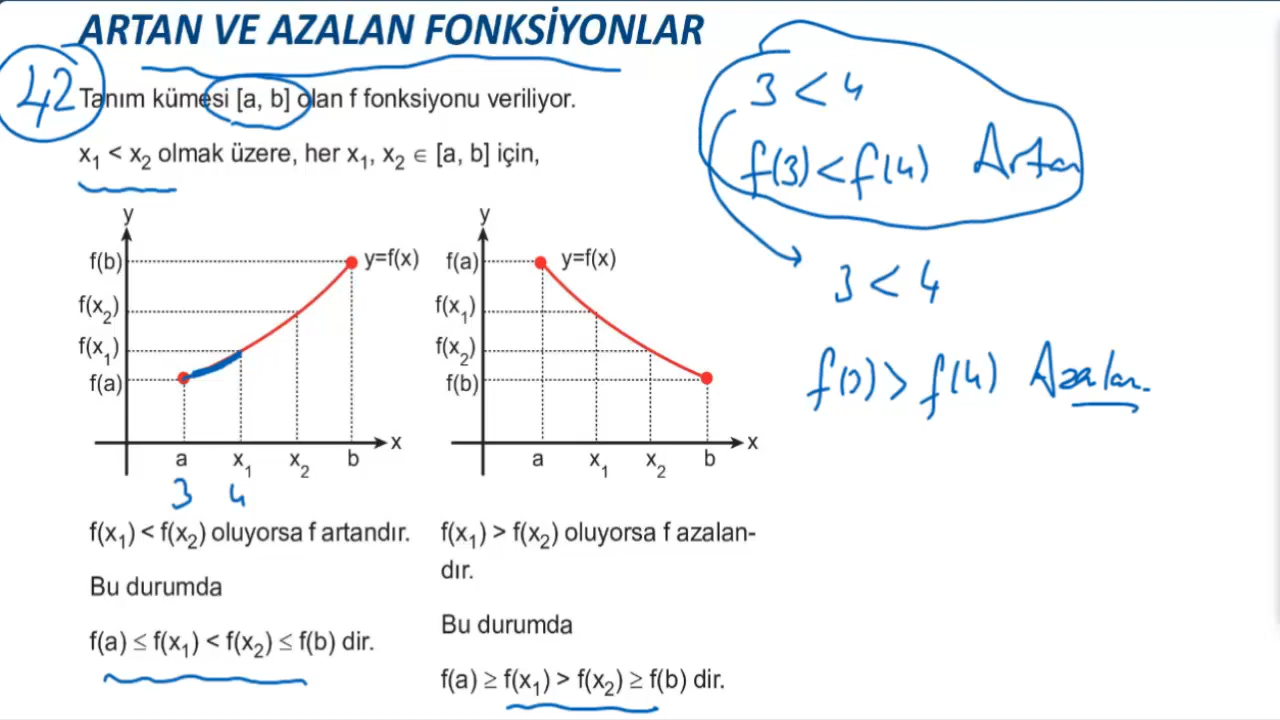 ARTAN VE AZALAN FONKSİYONLAR
42
Tanım kümesi [a, b] olan f fonksiyonu veriliyor.
x₁ < x₂ olmak üzere, her x₁, x₂ ∈ [a, b] için,
3 < 4
f(3) < f(4) Artan
3 < 4
f(3) > f(4) Azalan.
y
f(b)
y=f(x)
f(x₂)
f(x₁)
f(a)
x
a x₁ x₂ b
3 4
y
f(a)
y=f(x)
f(x₁)
f(x₂)
f(b)
x
a x₁ x₂ b
f(x₁) < f(x₂) oluyorsa f artandır.
Bu durumda
f(a) ≤ f(x₁) < f(x₂) ≤ f(b) dir.
f(x₁) > f(x₂) oluyorsa f azalan-
dır.
Bu durumda
f(a) ≥ f(x₁) > f(x₂) ≥ f(b) dir.